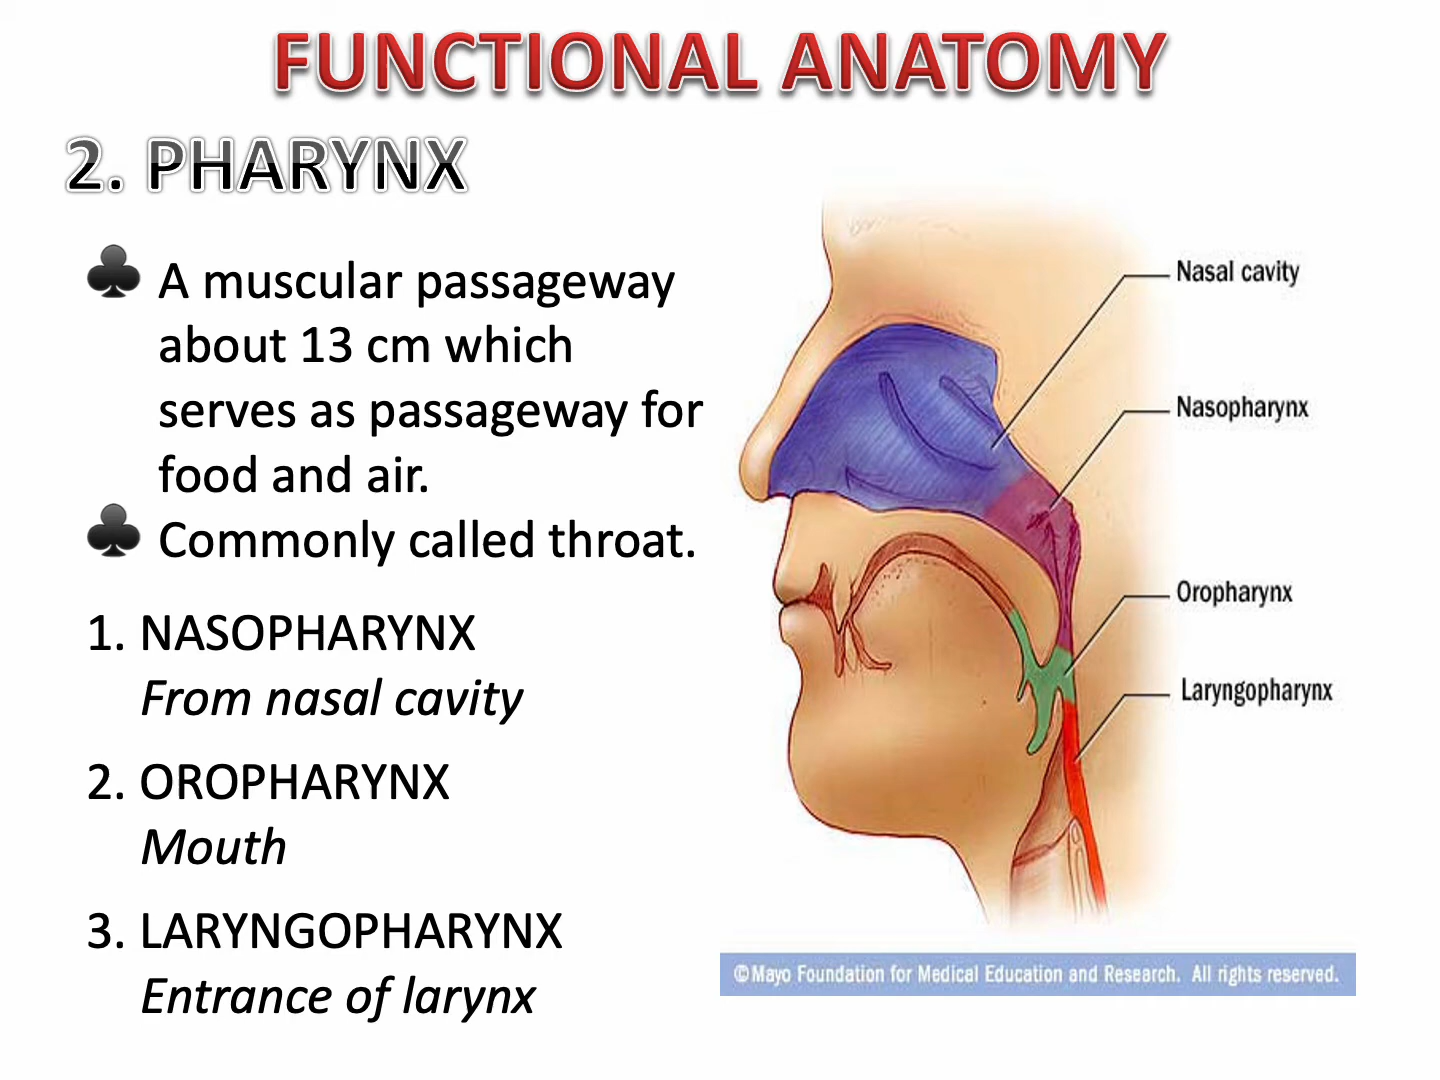 FUNCTIONAL ANATOMY
2. PHARYNX
♣ A muscular passageway
about 13 cm which
serves as passageway for
food and air.
♣ Commonly called throat.
1. NASOPHARYNX
From nasal cavity
2. OROPHARYNX
Mouth
3. LARYNGOPHARYNX
Entrance of larynx
Nasal cavity
Nasopharynx
Oropharynx
Laryngopharynx
©Mayo Foundation for Medical Education and Research. All rights reserved.